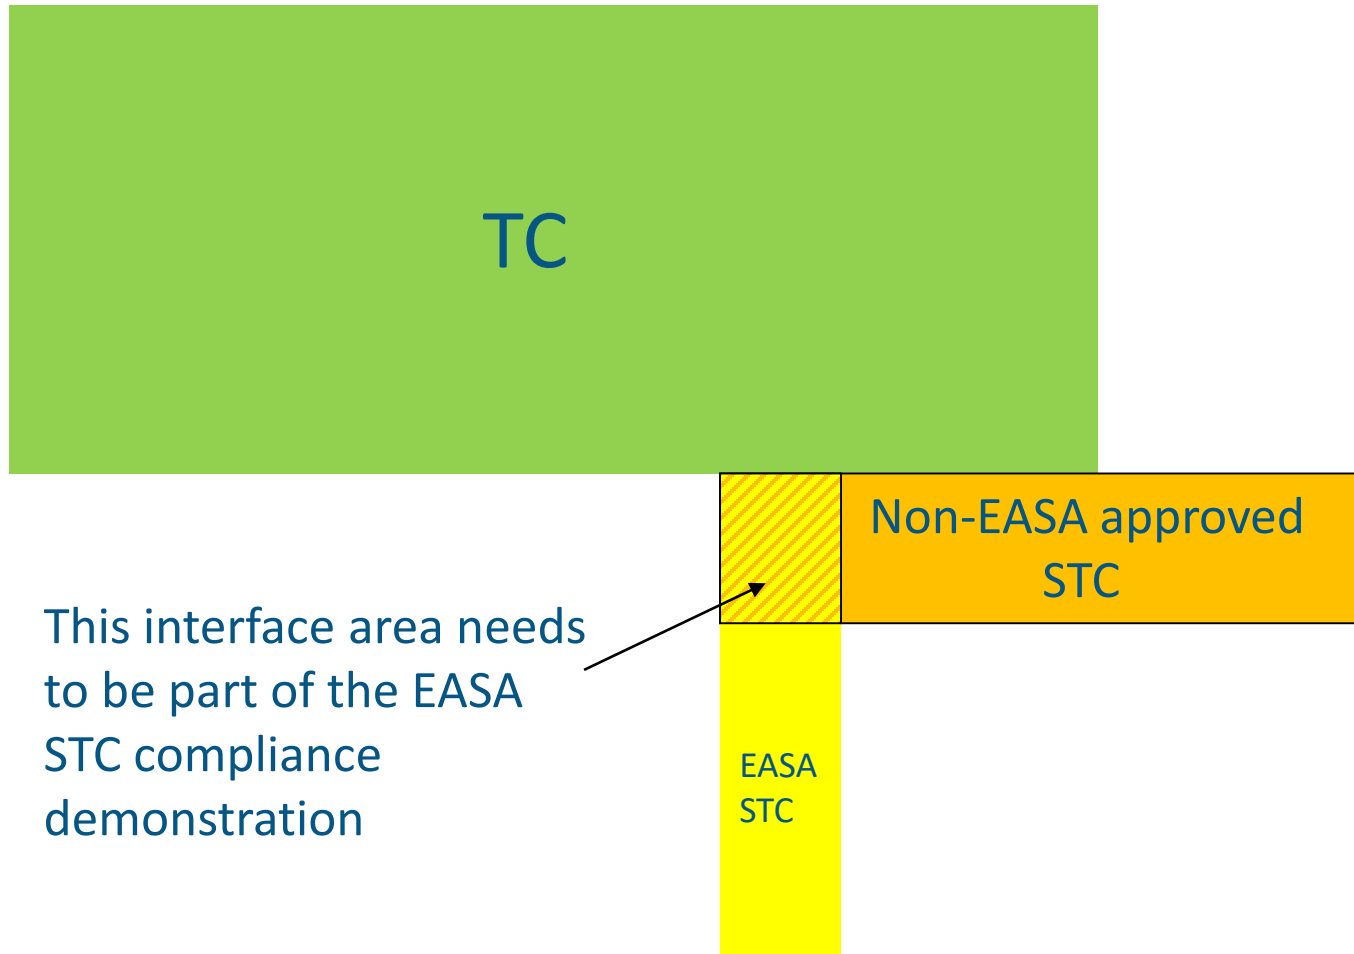 TC
Non-EASA approved
STC
This interface area needs
to be part of the EASA
STC compliance
demonstration
EASA
STC